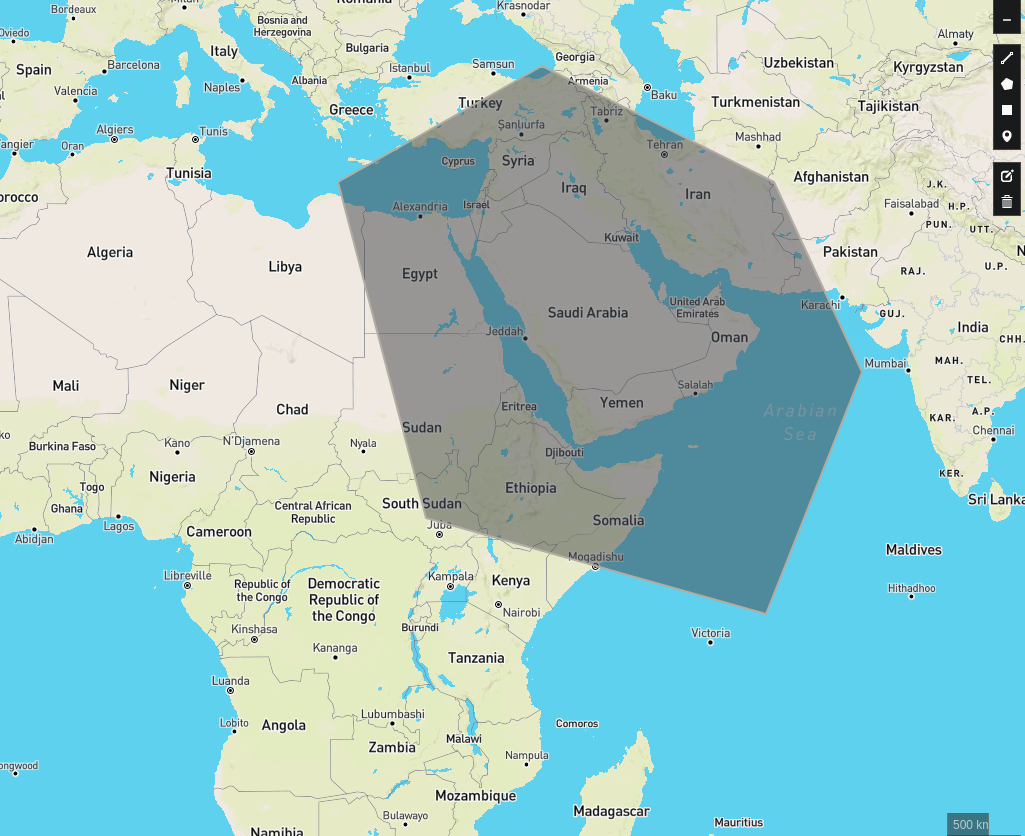 Milan
Romania
Krasnodar
Oviedo
Bordeaux
Bosnia and
Herzegovina
Almaty
Italy
Bulgaria
Georgia
Uzbekistan
Kyrgyzstan
Spain
Barcelona
Istanbul
Samsun
Albania
Armenia
Valencia
Naples
Baku
Greece
Turkey
Turkmenistan
Tajikistan
Tabriz
Algiers
Tunis
Şanlıurfa
Mashhad
Tangier
Oran
Tehran
Cyprus
Syria
Tunisia
Afghanistan
Iraq
Iran
J.K.
Morocco
Faisalabad
H.P.
Alexandria
Israel
PUN.
UTT.
Kuwait
Algeria
Pakistan
Libya
Egypt
RAJ.
U.P.
United Arab
Emirates
Karachi
Saudi Arabia
GUJ.
Jeddah
Oman
India
CHH.
Mumbai
MAH.
Mali
Niger
Salalah
TEL.
Yemen
Chad
Eritrea
Arabian
Sea
A.P.
KAR.
Sudan
Chennai
Burkina Faso
Kano
N'Djamena
Nyala
Djibouti
Nigeria
KER.
Togo
Ethiopia
Ghana
Central African
Republic
South Sudan
Sri Lanka
Lagos
Somalia
Abidjan
Cameroon
Juba
Maldives
Mogadishu
Libreville
Kampala
Kenya
Republic of
the Congo
Democratic
Republic of
the Congo
Hithadhoo
Nairobi
Kinshasa
Burundi
Victoria
Kananga
Tanzania
Luanda
Lobito
Angola
Lubumbashi
Comoros
Malawi
Zambia
Nampula
ongwood
Mozambique
Madagascar
Bulawayo
Mauritius
Namibia
500 km